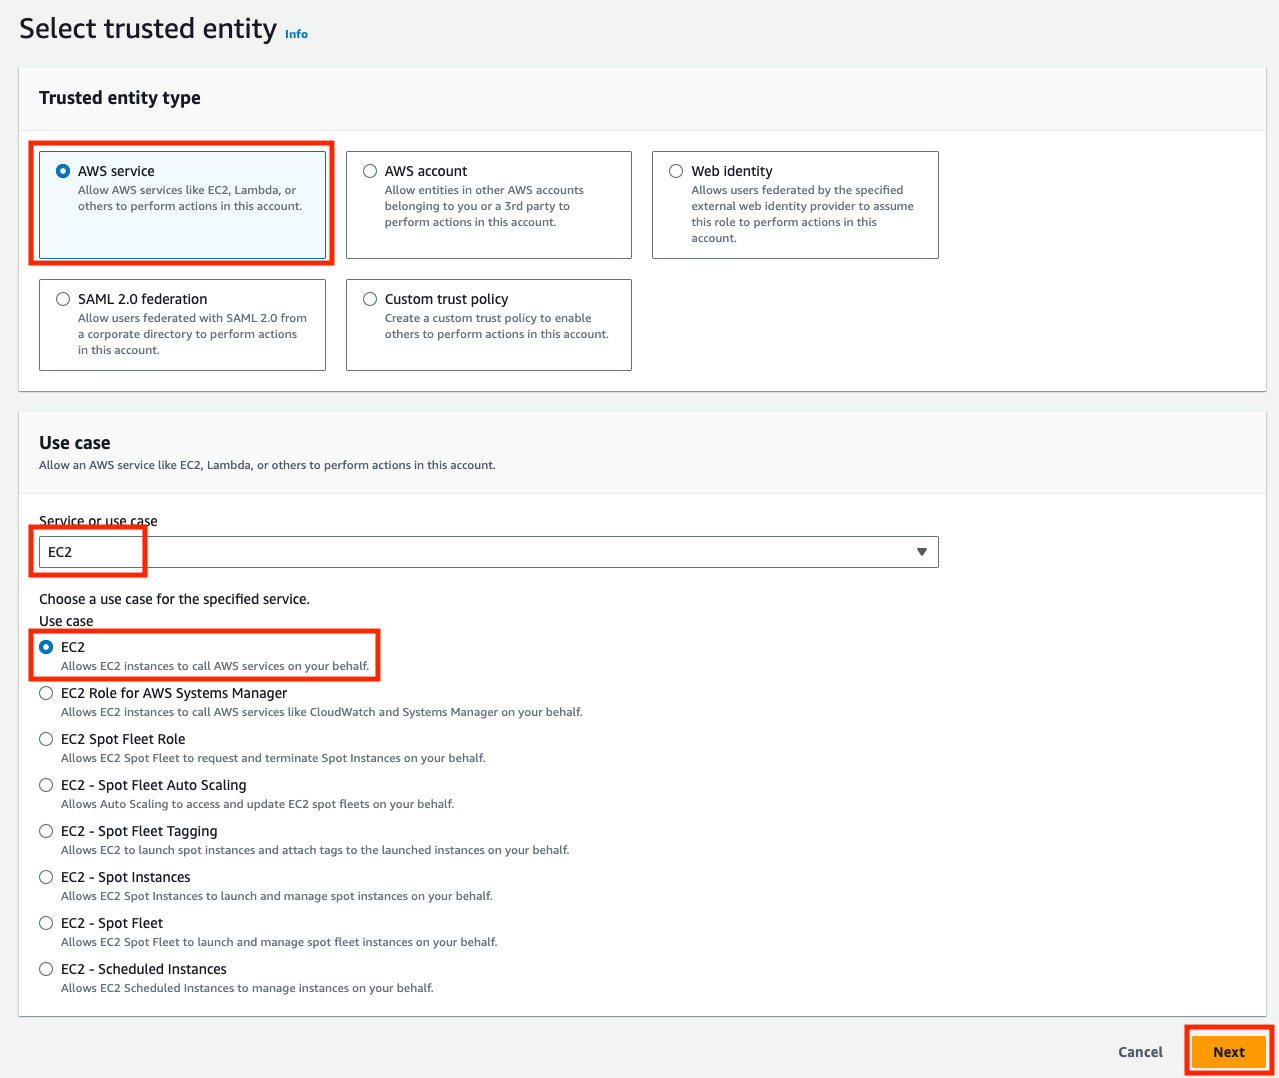 Select trusted entity Info
Trusted entity type
AWS service
Allow AWS services like EC2, Lambda, or
others to perform actions in this account.
AWS account
Allow entities in other AWS accounts
belonging to you or a 3rd party to
perform actions in this account.
Web identity
Allows users federated by the specified
external web identity provider to assume
this role to perform actions in this
account.
SAML 2.0 federation
Allow users federated with SAML 2.0 from
a corporate directory to perform actions
in this account.
Custom trust policy
Create a custom trust policy to enable
others to perform actions in this account.
Use case
Allow an AWS service like EC2, Lambda, or others to perform actions in this account.
Service or use case
EC2
Choose a use case for the specified service.
Use case
EC2
Allows EC2 instances to call AWS services on your behalf.
EC2 Role for AWS Systems Manager
Allows EC2 instances to call AWS services like CloudWatch and Systems Manager on your behalf.
EC2 Spot Fleet Role
Allows EC2 Spot Fleet to request and terminate Spot Instances on your behalf.
EC2 - Spot Fleet Auto Scaling
Allows Auto Scaling to access and update EC2 spot fleets on your behalf.
EC2 - Spot Fleet Tagging
Allows EC2 to launch spot instances and attach tags to the launched instances on your behalf.
EC2 - Spot Instances
Allows EC2 Spot Instances to launch and manage spot instances on your behalf.
EC2 - Spot Fleet
Allows EC2 Spot Fleet to launch and manage spot fleet instances on your behalf.
EC2 - Scheduled Instances
Allows EC2 Scheduled Instances to manage instances on your behalf.
Cancel
Next